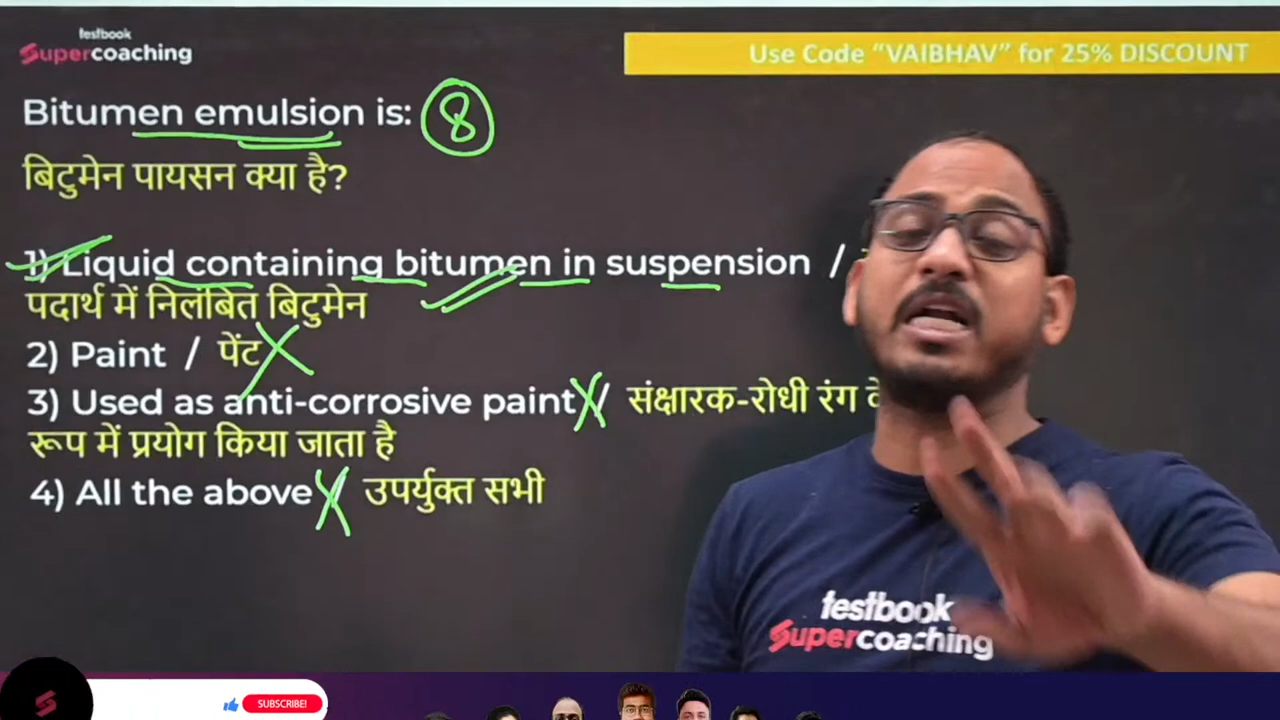 testbook
Supercoaching
Use Code “VAIBHAV” for 25% DISCOUNT
Bitumen emulsion is: 8
बिटुमेन पायसन क्या है?
1) Liquid containing bitumen in suspension /
पदार्थ में निलंबित बिटुमेन
2) Paint / पेंट
3) Used as anti-corrosive paint / संक्षारक-रोधी रंग के
रूप में प्रयोग किया जाता है
4) All the above / उपर्युक्त सभी
testbook
Supercoaching
SUBSCRIBE!